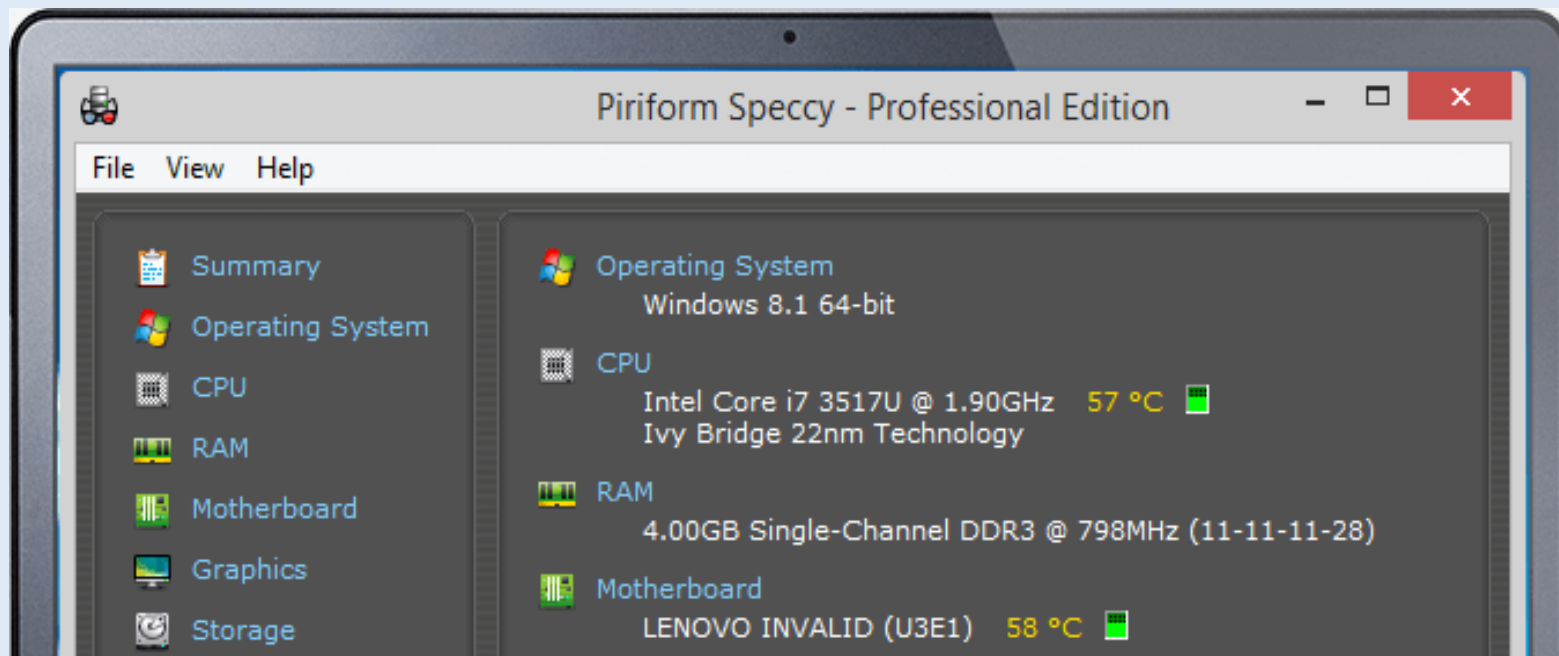 Piriform Speccy - Professional Edition
File View Help
Summary
Operating System
CPU
RAM
Motherboard
Graphics
Storage
Operating System
Windows 8.1 64-bit
CPU
Intel Core i7 3517U @ 1.90GHz 57 °C
Ivy Bridge 22nm Technology
RAM
4.00GB Single-Channel DDR3 @ 798MHz (11-11-11-28)
Motherboard
LENOVO INVALID (U3E1) 58 °C